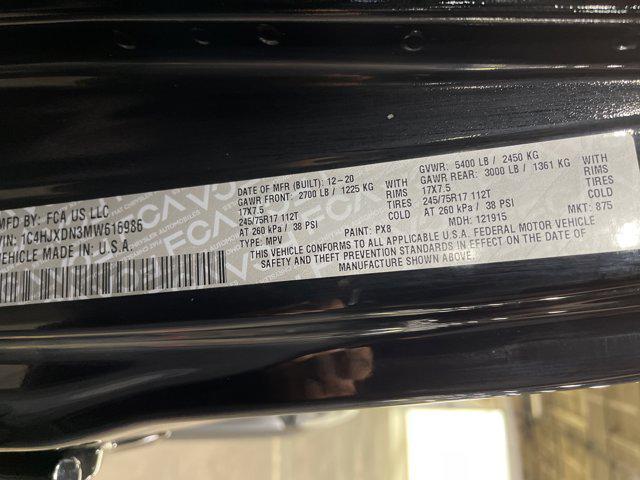 MFD BY: FCA US LLC
VIN: 1C4HJXDN3MW616986
VEHICLE MADE IN: U.S.A.
DATE OF MFR (BUILT): 12-20
GAWR FRONT: 2700 LB / 1225 KG WITH
17X7.5 RIMS
245/75R17 112T TIRES
AT 260 kPa / 38 PSI COLD
TYPE: MPV PAINT: PX8
GVWR: 5400 LB / 2450 KG
GAWR REAR: 3000 LB / 1361 KG WITH
17X7.5 RIMS
245/75R17 112T TIRES
AT 260 kPa / 38 PSI COLD
MDH: 121915 MKT: 875
THIS VEHICLE CONFORMS TO ALL APPLICABLE U.S.A. FEDERAL MOTOR VEHICLE
SAFETY AND THEFT PREVENTION STANDARDS IN EFFECT ON THE DATE OF
MANUFACTURE SHOWN ABOVE.